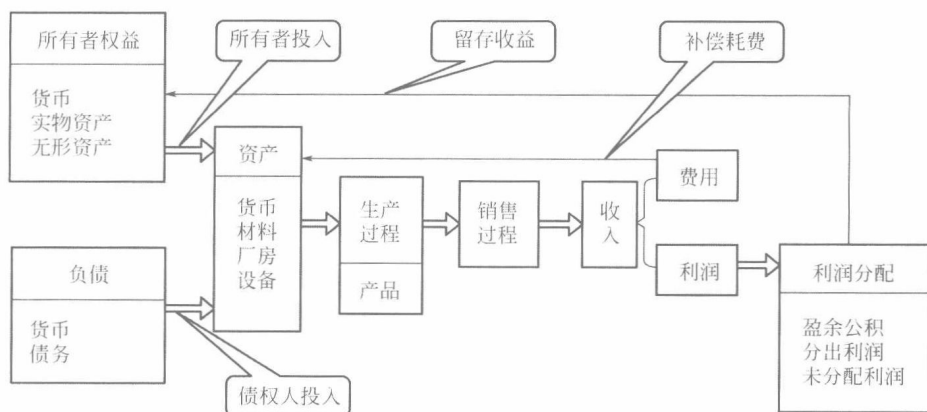 所有者权益
所有者投入
留存收益
补偿耗费
货币
实物资产
无形资产
资产
货币
材料
厂房
设备
生产
过程
产品
销售
过程
收
入
费用
利润
利润分配
盈余公积
分出利润
未分配利润
负债
货币
债务
债权人投入